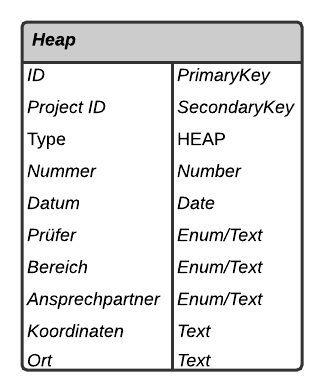 Heap
ID PrimaryKey
Project ID SecondaryKey
Type HEAP
Nummer Number
Datum Date
Prüfer Enum/Text
Bereich Enum/Text
Ansprechpartner Enum/Text
Koordinaten Text
Ort Text